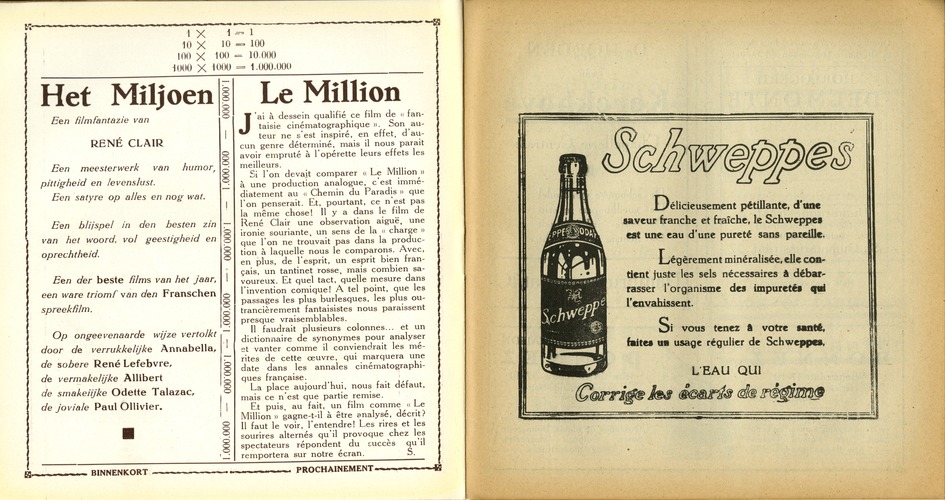 1 × 1 = 1
10 × 10 = 100
100 × 100 = 10.000
1000 × 1000 = 1.000.000
Het Miljoen
Een filmfantazie van
RENÉ CLAIR
Een meesterwerk van humor,
pittigheid en levenslust.
Een satyre op alles en nog wat.
Een blijspel in den besten zin
van het woord, vol geestigheid en
oprechtheid.
Een der beste films van het jaar,
een ware triomf van den Franschen
spreekfilm.
Op ongeevenaarde wijze vertolkt
door de verrukkelijke Annabella,
de sobere René Lefebvre,
de vermakelijke Allibert
de smakelijke Odette Talazac,
de joviale Paul Ollivier.
1.000.000 — 1.000.000 — 1.000.000 — 1.000.000 — 1.000.000
Le Million
J'ai à dessein qualifié ce film de « fan-
taisie cinématographique ». Son au-
teur ne s'est inspiré, en effet, d'au-
cun genre déterminé, mais il nous parait
avoir emprunté à l'opérette leurs effets les
meilleurs.
Si l'on devait comparer « Le Million »
à une production analogue, c'est immé-
diatement au « Chemin du Paradis » que
l'on penserait. Et, pourtant, ce n'est pas
la même chose! Il y a dans le film de
René Clair une observation aiguë, une
ironie souriante, un sens de la « charge »
que l'on ne trouvait pas dans la produc-
tion à laquelle nous le comparons. Avec,
en plus, de l'esprit, un esprit bien fran-
çais, un tantinet rosse, mais combien sa-
voureux. Et quel tact, quelle mesure dans
l'invention comique! A tel point, que les
passages les plus burlesques, les plus ou-
trancièrement fantaisistes nous paraissent
presque vraisemblables.
Il faudrait plusieurs colonnes... et un
dictionnaire de synonymes pour analyser
et vanter comme il conviendrait les mé-
rites de cette œuvre, qui marquera une
date dans les annales cinématographi-
ques française.
La place aujourd'hui, nous fait défaut,
mais ce n'est que partie remise.
Et puis, au fait, un film comme « Le
Million » gagne-t-il à être analysé, décrit?
Il faut le voir, l'entendre! Les rires et les
sourires alternés qu'il provoque chez les
spectateurs répondent du succès qu'il
remportera sur notre écran. S.
BINNENKORT
PROCHAINEMENT
Schweppes
Délicieusement pétillante, d'une
saveur franche et fraîche, le Schweppes
est une eau d'une pureté sans pareille.
Légèrement minéralisée, elle con-
tient juste les sels nécessaires à débar-
rasser l'organisme des impuretés qui
l'envahissent.
Si vous tenez à votre santé,
faites un usage régulier de Schweppes,
L'EAU QUI
Corrige les écarts de régime
Schweppe